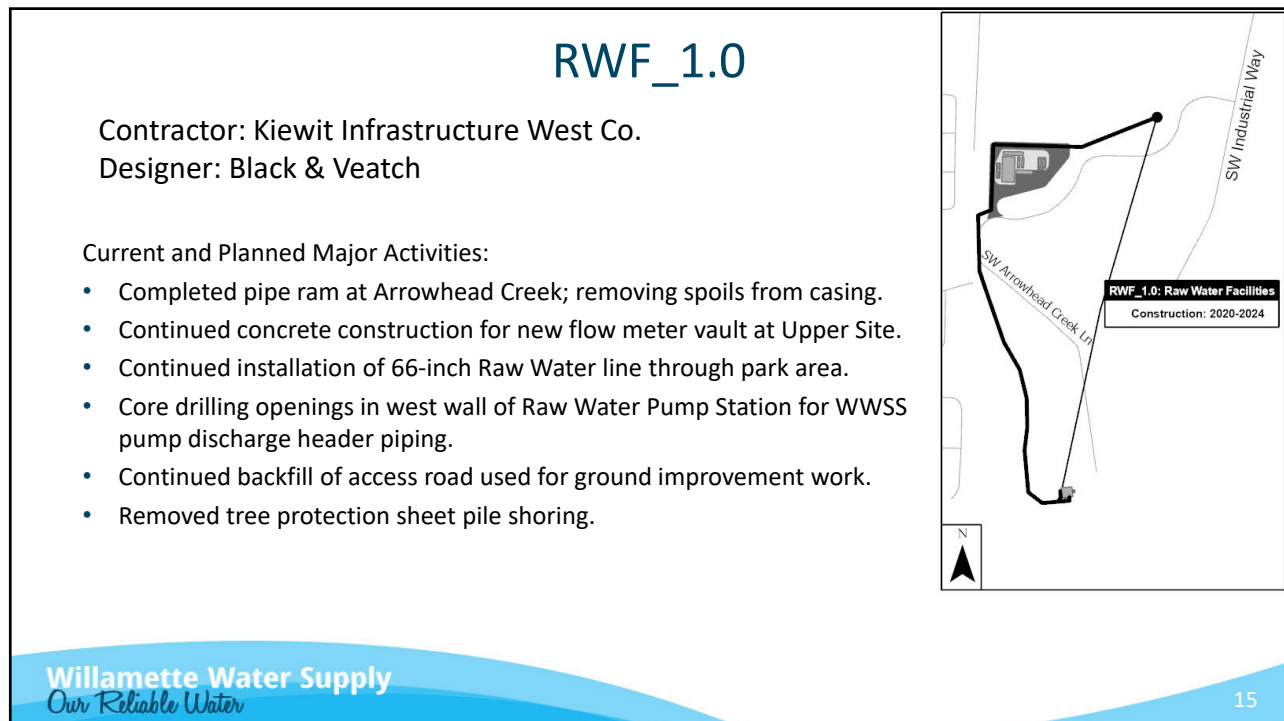 RWF_1.0
Contractor: Kiewit Infrastructure West Co.
Designer: Black & Veatch
Current and Planned Major Activities:
• Completed pipe ram at Arrowhead Creek; removing spoils from casing.
• Continued concrete construction for new flow meter vault at Upper Site.
• Continued installation of 66-inch Raw Water line through park area.
• Core drilling openings in west wall of Raw Water Pump Station for WWSS
pump discharge header piping.
• Continued backfill of access road used for ground improvement work.
• Removed tree protection sheet pile shoring.
SW Industrial Way
SW Arrowhead Creek Ln
RWF_1.0: Raw Water Facilities
Construction: 2020-2024
N
Willamette Water Supply
Our Reliable Water
15